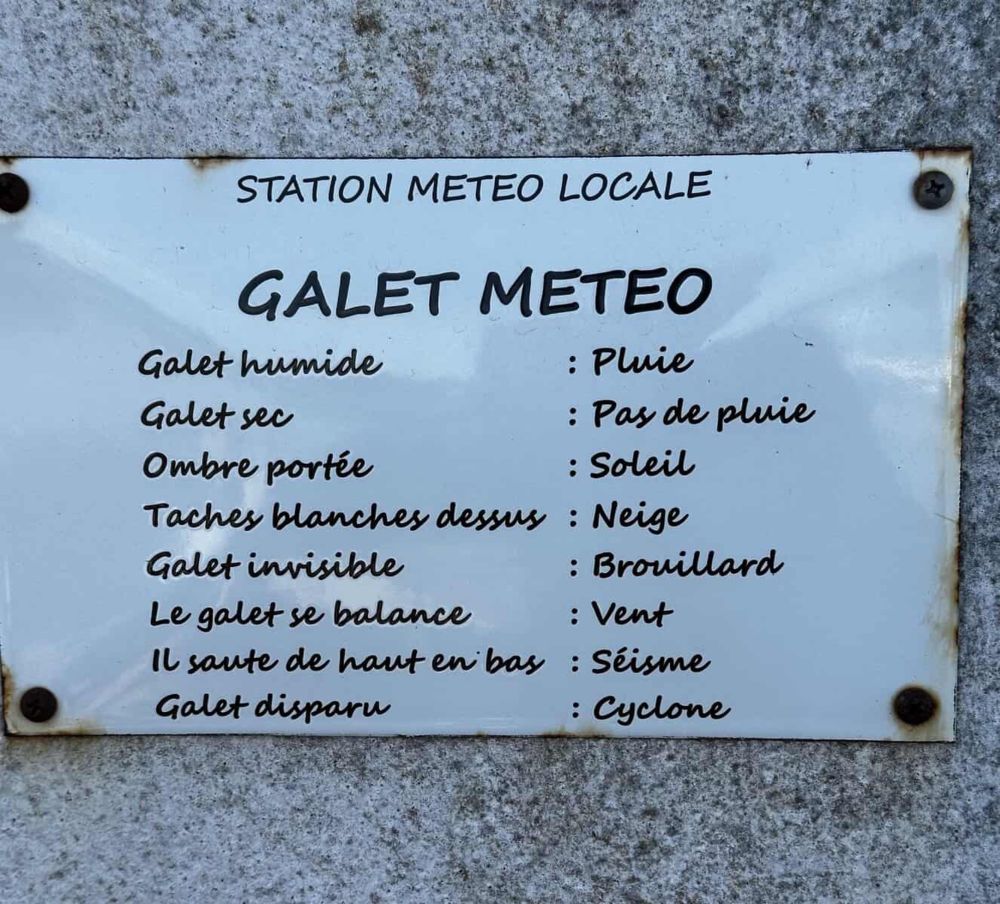 STATION METEO LOCALE
GALET METEO
Galet humide : Pluie
Galet sec : Pas de pluie
Ombre portée : Soleil
Taches blanches dessus : Neige
Galet invisible : Brouillard
Le galet se balance : Vent
Il saute de haut en bas : Séisme
Galet disparu : Cyclone